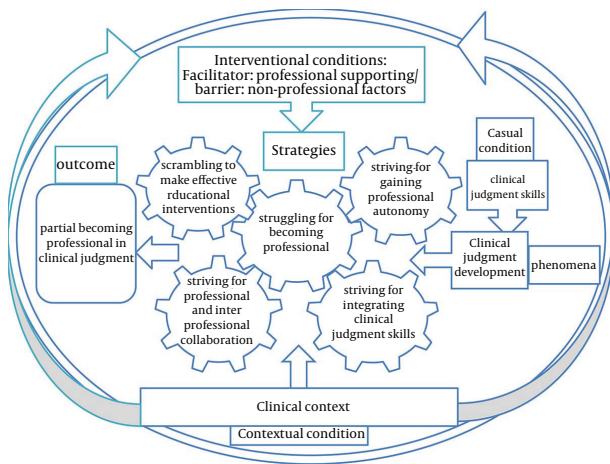 Interventional conditions:
Facilitator: professional supporting/
barrier: non-professional factors
Strategies
outcome
partial becoming
professional in
clinical judgment
scrambling to
make effective
rducational
interventions
struggling for
becoming
professional
striving for
gaining
professional
autonomy
striving for
professional
and inter
professional
collaboration
striving for
integrating
clinical
judgment skills
Casual
condition
clinical
judgment skills
Clinical
judgment
development
phenomena
Clinical context
Contextual condition